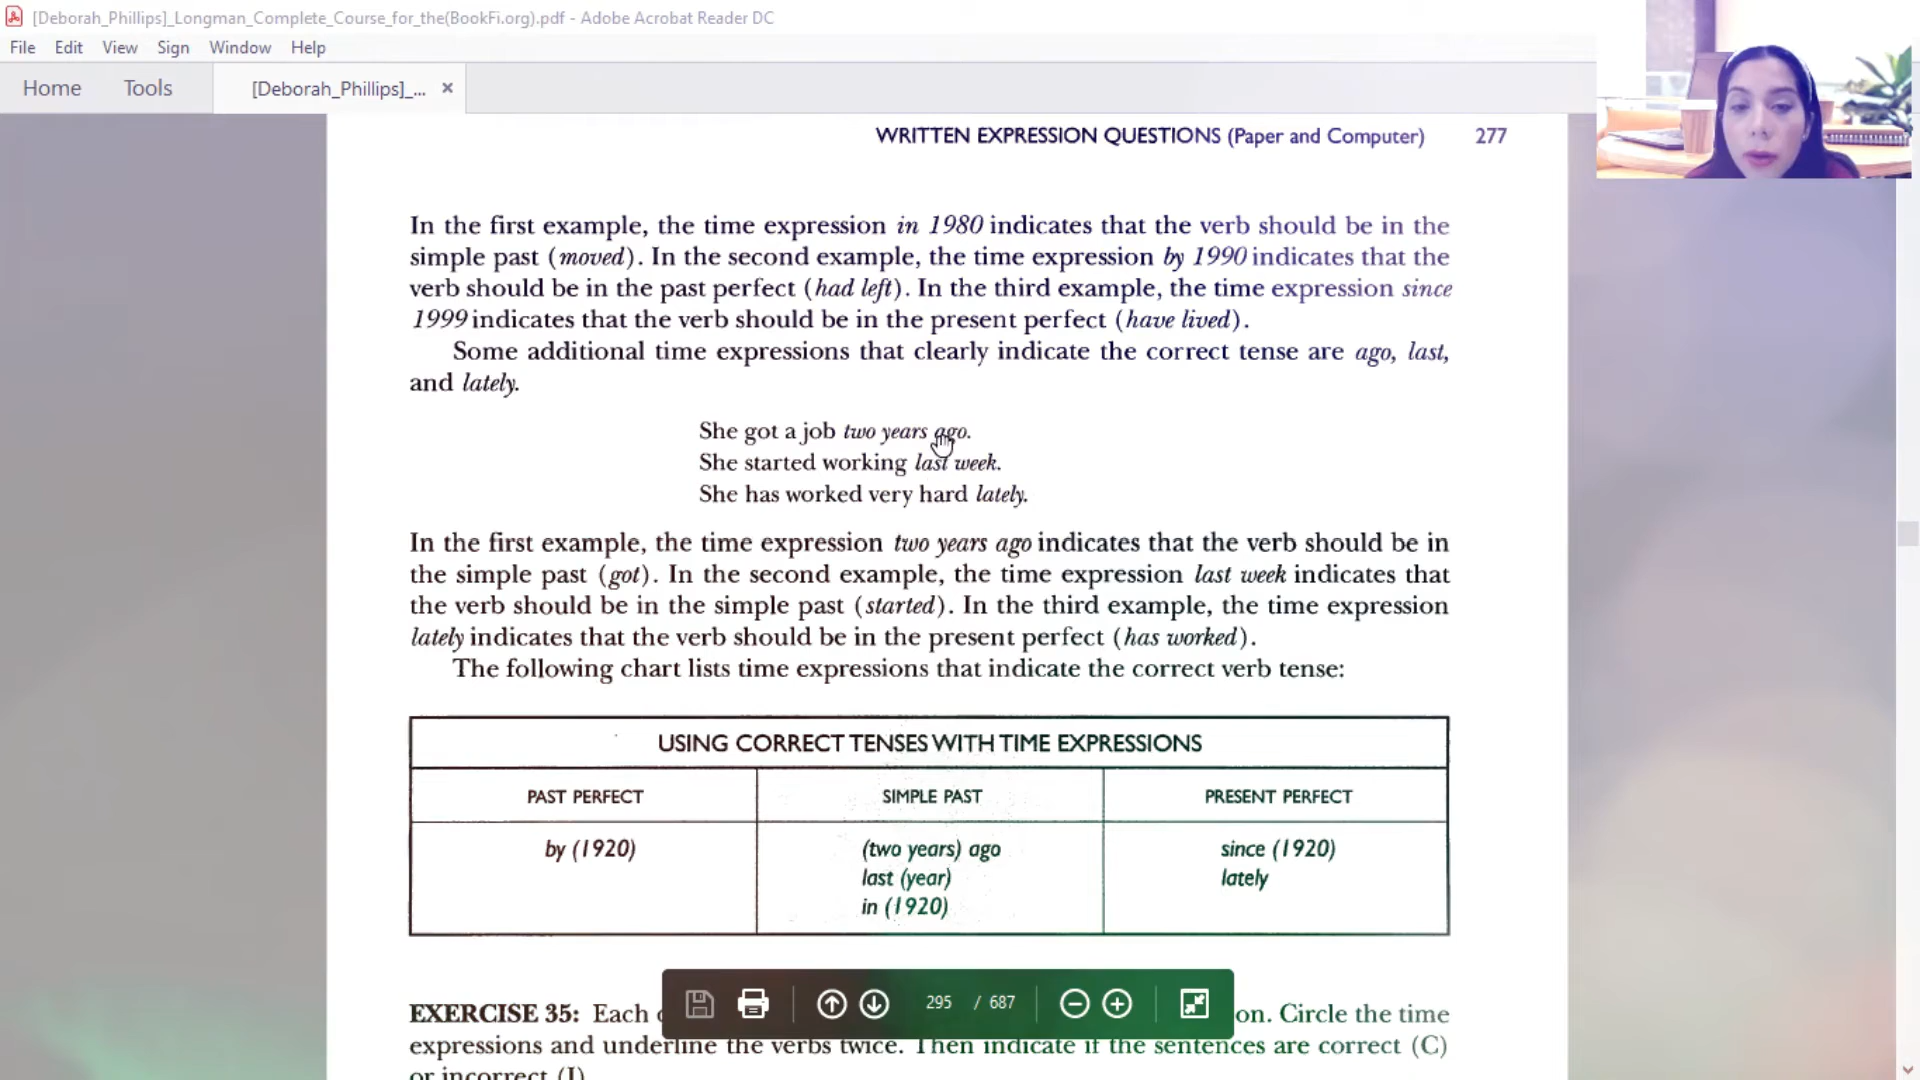 [Deborah_Phillips]_Longman_Complete_Course_for_the(BookFi.org).pdf - Adobe Acrobat Reader DC
File Edit View Sign Window Help
Home Tools [Deborah_Phillips]_... ×
WRITTEN EXPRESSION QUESTIONS (Paper and Computer) 277
In the first example, the time expression in 1980 indicates that the verb should be in the
simple past (moved). In the second example, the time expression by 1990 indicates that the
verb should be in the past perfect (had left). In the third example, the time expression since
1999 indicates that the verb should be in the present perfect (have lived).
Some additional time expressions that clearly indicate the correct tense are ago, last,
and lately.
She got a job two years ago.
She started working last week.
She has worked very hard lately.
In the first example, the time expression two years ago indicates that the verb should be in
the simple past (got). In the second example, the time expression last week indicates that
the verb should be in the simple past (started). In the third example, the time expression
lately indicates that the verb should be in the present perfect (has worked).
The following chart lists time expressions that indicate the correct verb tense:
USING CORRECT TENSES WITH TIME EXPRESSIONS
PAST PERFECT SIMPLE PAST PRESENT PERFECT
by (1920) (two years) ago since (1920)
last (year) lately
in (1920)
295 / 687
EXERCISE 35: Each on. Circle the time
expressions and underline the verbs twice. Then indicate if the sentences are correct (C)
or incorrect (I)